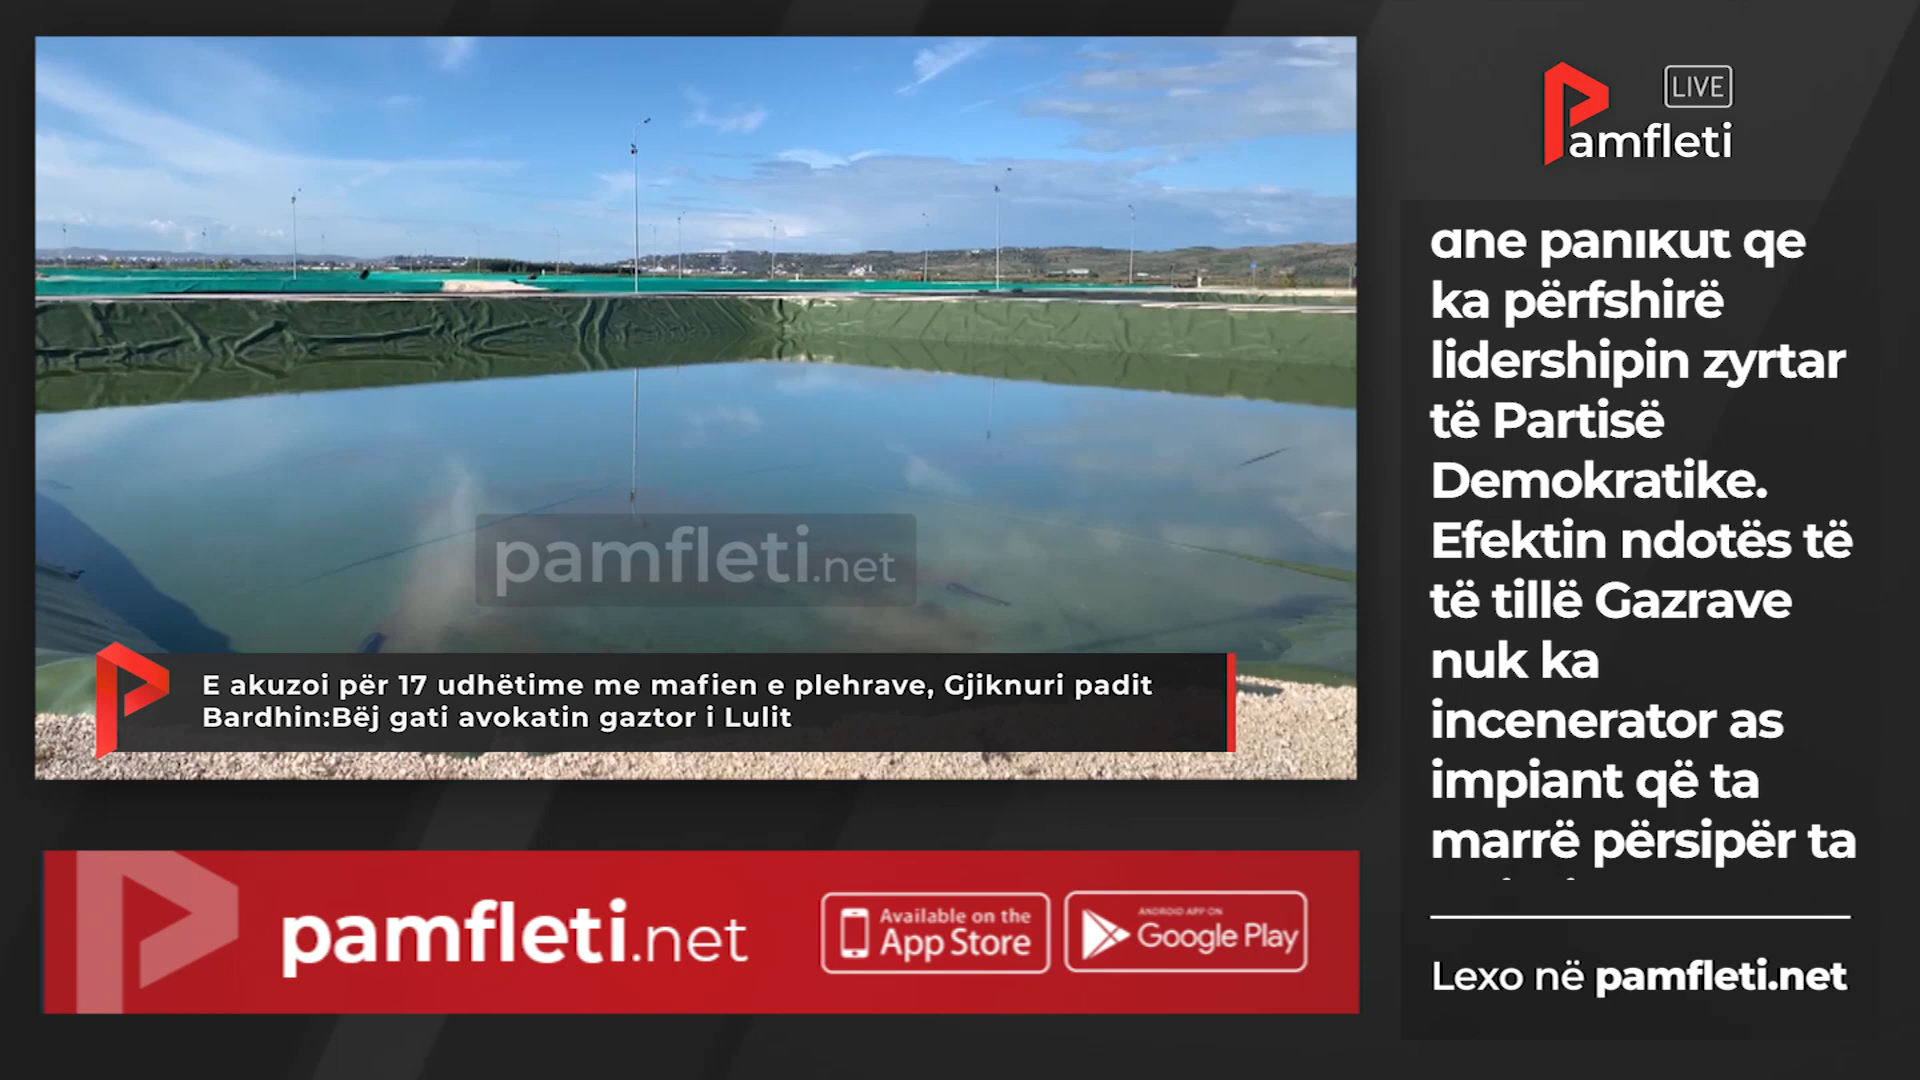 LIVE
Pamfleti
dhe panikut që
ka përfshirë
lidershipin zyrtar
të Partisë
Demokratike.
Efektin ndotës të
të tillë Gazrave
nuk ka
incenerator as
impiant që ta
marrë përsipër ta
Lexo në pamfleti.net
pamfleti.net
E akuzoi për 17 udhëtime me mafien e plehrave, Gjiknuri padit
Bardhin:Bëj gati avokatin gaztor i Lulit
pamfleti.net
Available on the
App Store
ANDROID APP ON
Google Play